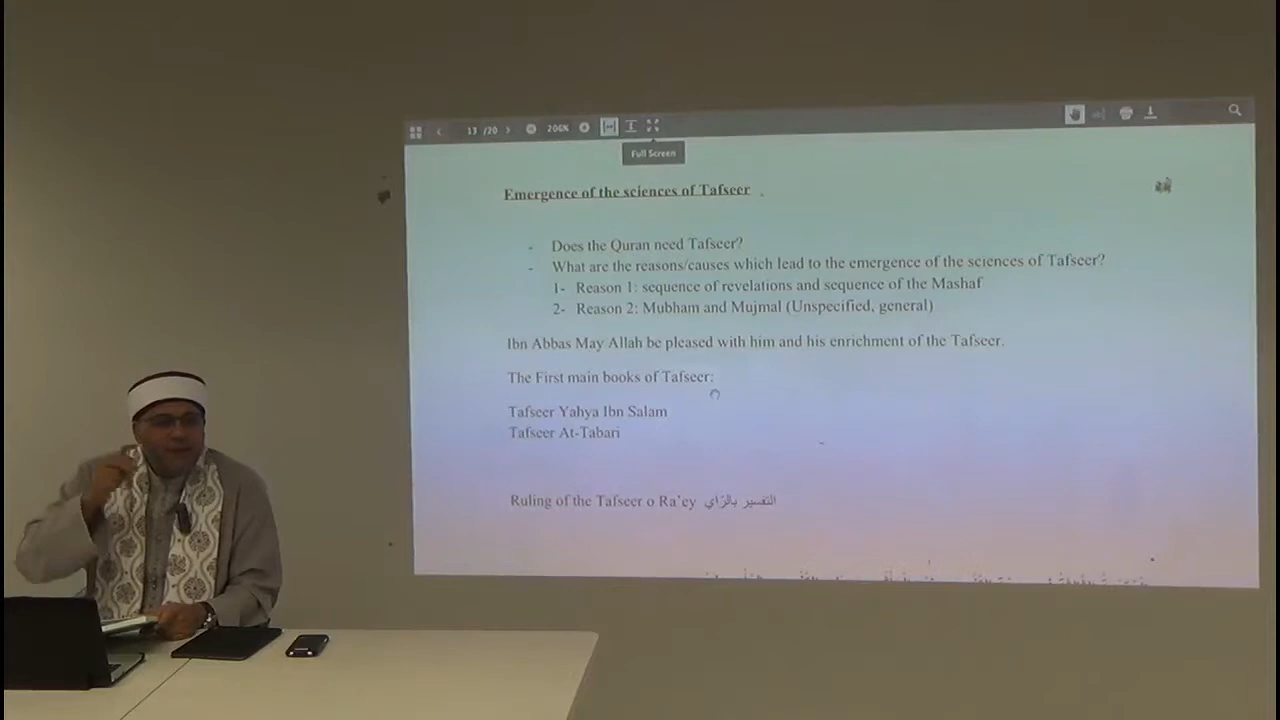 13 /20
206%
Full Screen
Emergence of the sciences of Tafseer .
- Does the Quran need Tafseer?
- What are the reasons/causes which lead to the emergence of the sciences of Tafseer?
1- Reason 1: sequence of revelations and sequence of the Mashaf
2- Reason 2: Mubham and Mujmal (Unspecified, general)
Ibn Abbas May Allah be pleased with him and his enrichment of the Tafseer.
The First main books of Tafseer:
Tafseer Yahya Ibn Salam
Tafseer At-Tabari
Ruling of the Tafseer o Ra'ey التفسير بالرّاي